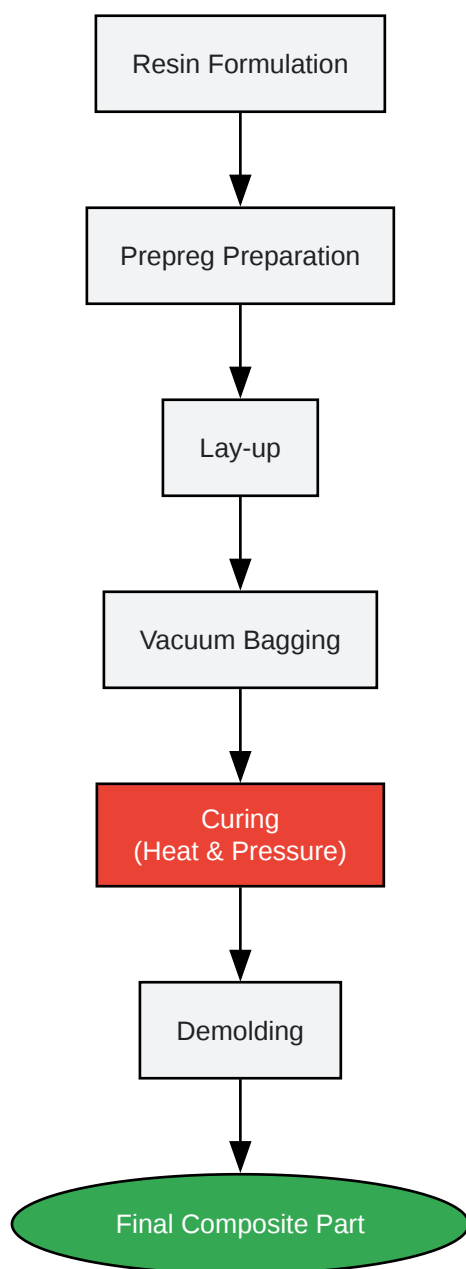 Resin Formulation
Prepreg Preparation
Lay-up
Vacuum Bagging
Curing
(Heat & Pressure)
Demolding
Final Composite Part